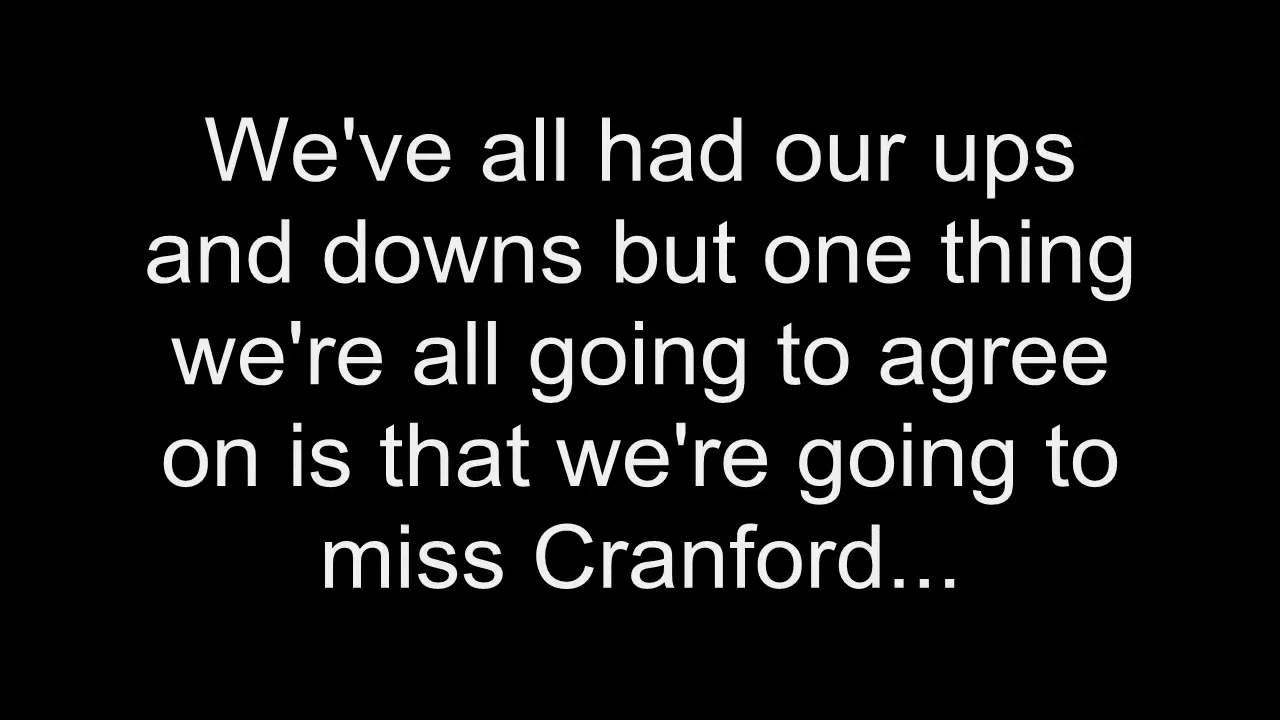 We've all had our ups
and downs but one thing
we're all going to agree
on is that we're going to
miss Cranford...